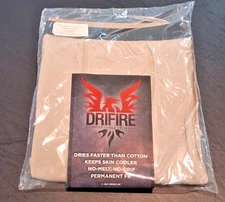 DRIFIRE
DRIES FASTER THAN COTTON
KEEPS SKIN COOLER
NO-MELT, NO-DRIP
PERMANENT FR